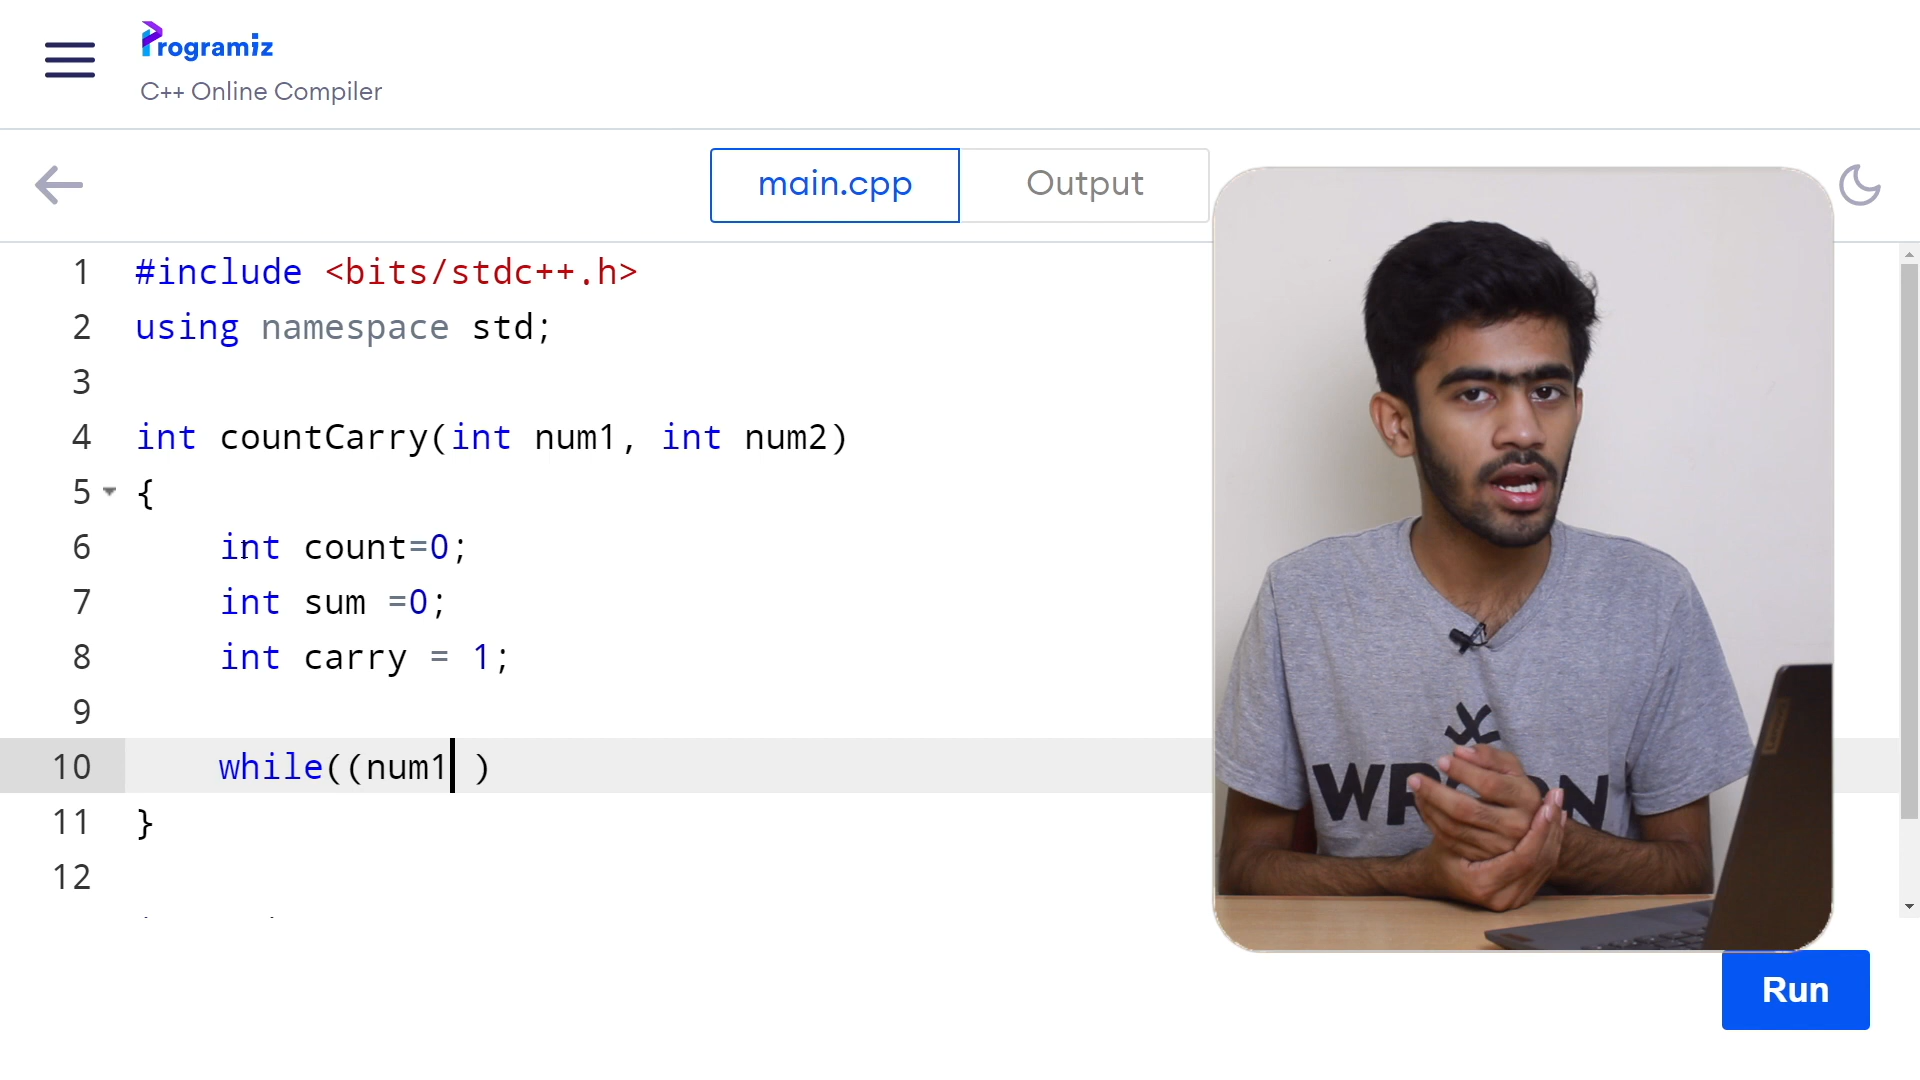 Programiz
C++ Online Compiler
main.cpp
Output
1 #include <bits/stdc++.h>
2 using namespace std;
3
4 int countCarry(int num1, int num2)
5 {
6 int count=0;
7 int sum =0;
8 int carry = 1;
9
10 while((num1 )
11 }
12
Run